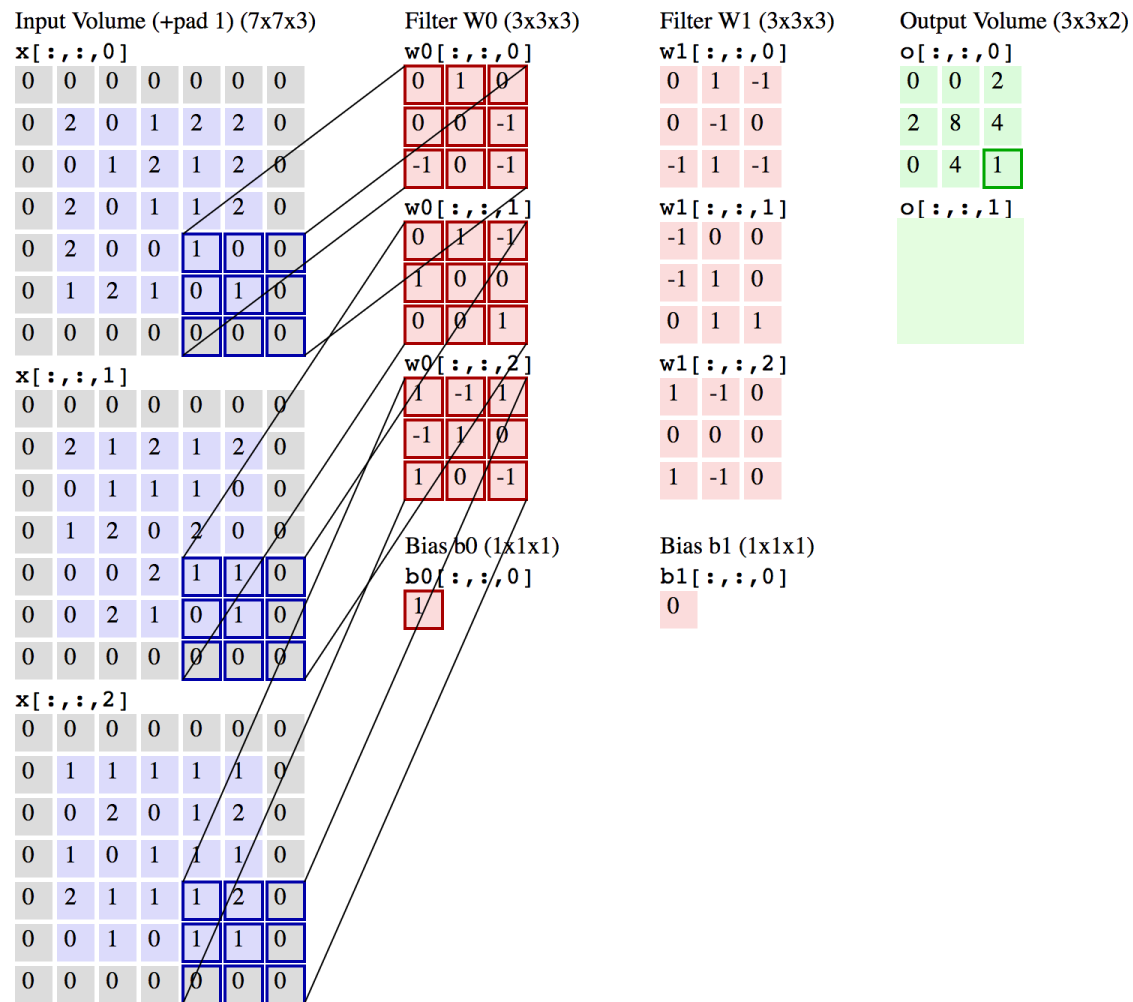 Input Volume (+pad 1) (7x7x3)
x[:,:,0]
0 0 0 0 0 0 0
0 2 0 1 2 2 0
0 0 1 2 1 2 0
0 2 0 1 1 2 0
0 2 0 0 1 0 0
0 1 2 1 0 1 0
0 0 0 0 0 0 0
x[:,:,1]
0 0 0 0 0 0 0
0 2 1 2 1 2 0
0 0 1 1 1 0 0
0 1 2 0 2 0 0
0 0 0 2 1 1 0
0 0 2 1 0 1 0
0 0 0 0 0 0 0
x[:,:,2]
0 0 0 0 0 0 0
0 1 1 1 1 1 0
0 0 2 0 1 2 0
0 1 0 1 1 1 0
0 2 1 1 1 2 0
0 0 1 0 1 1 0
0 0 0 0 0 0 0
Filter W0 (3x3x3)
w0[:,:,0]
0 1 0
0 0 -1
-1 0 -1
w0[:,:,1]
0 1 -1
1 0 0
0 0 1
w0[:,:,2]
1 -1 1
-1 1 0
1 0 -1
Bias b0 (1x1x1)
b0[:,:,0]
1
Filter W1 (3x3x3)
w1[:,:,0]
0 1 -1
0 -1 0
-1 1 -1
w1[:,:,1]
-1 0 0
-1 1 0
0 1 1
w1[:,:,2]
1 -1 0
0 0 0
1 -1 0
Bias b1 (1x1x1)
b1[:,:,0]
0
Output Volume (3x3x2)
o[:,:,0]
0 0 2
2 8 4
0 4 1
o[:,:,1]